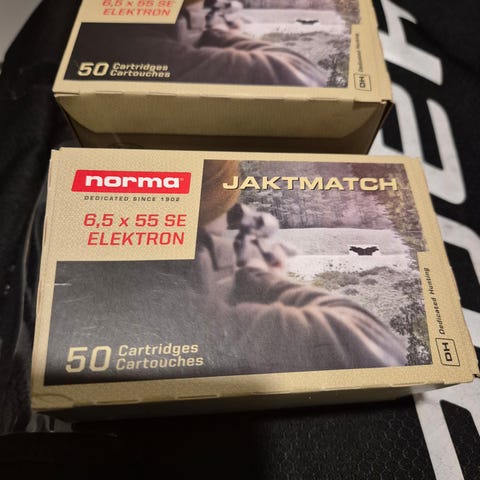 6,5 x 55 SE
ELEKTRON
50 Cartridges
Cartouches
DH Dedicated Hunting
norma
DEDICATED SINCE 1902
6,5 x 55 SE
ELEKTRON
JAKTMATCH
50 Cartridges
Cartouches
DH Dedicated Hunting